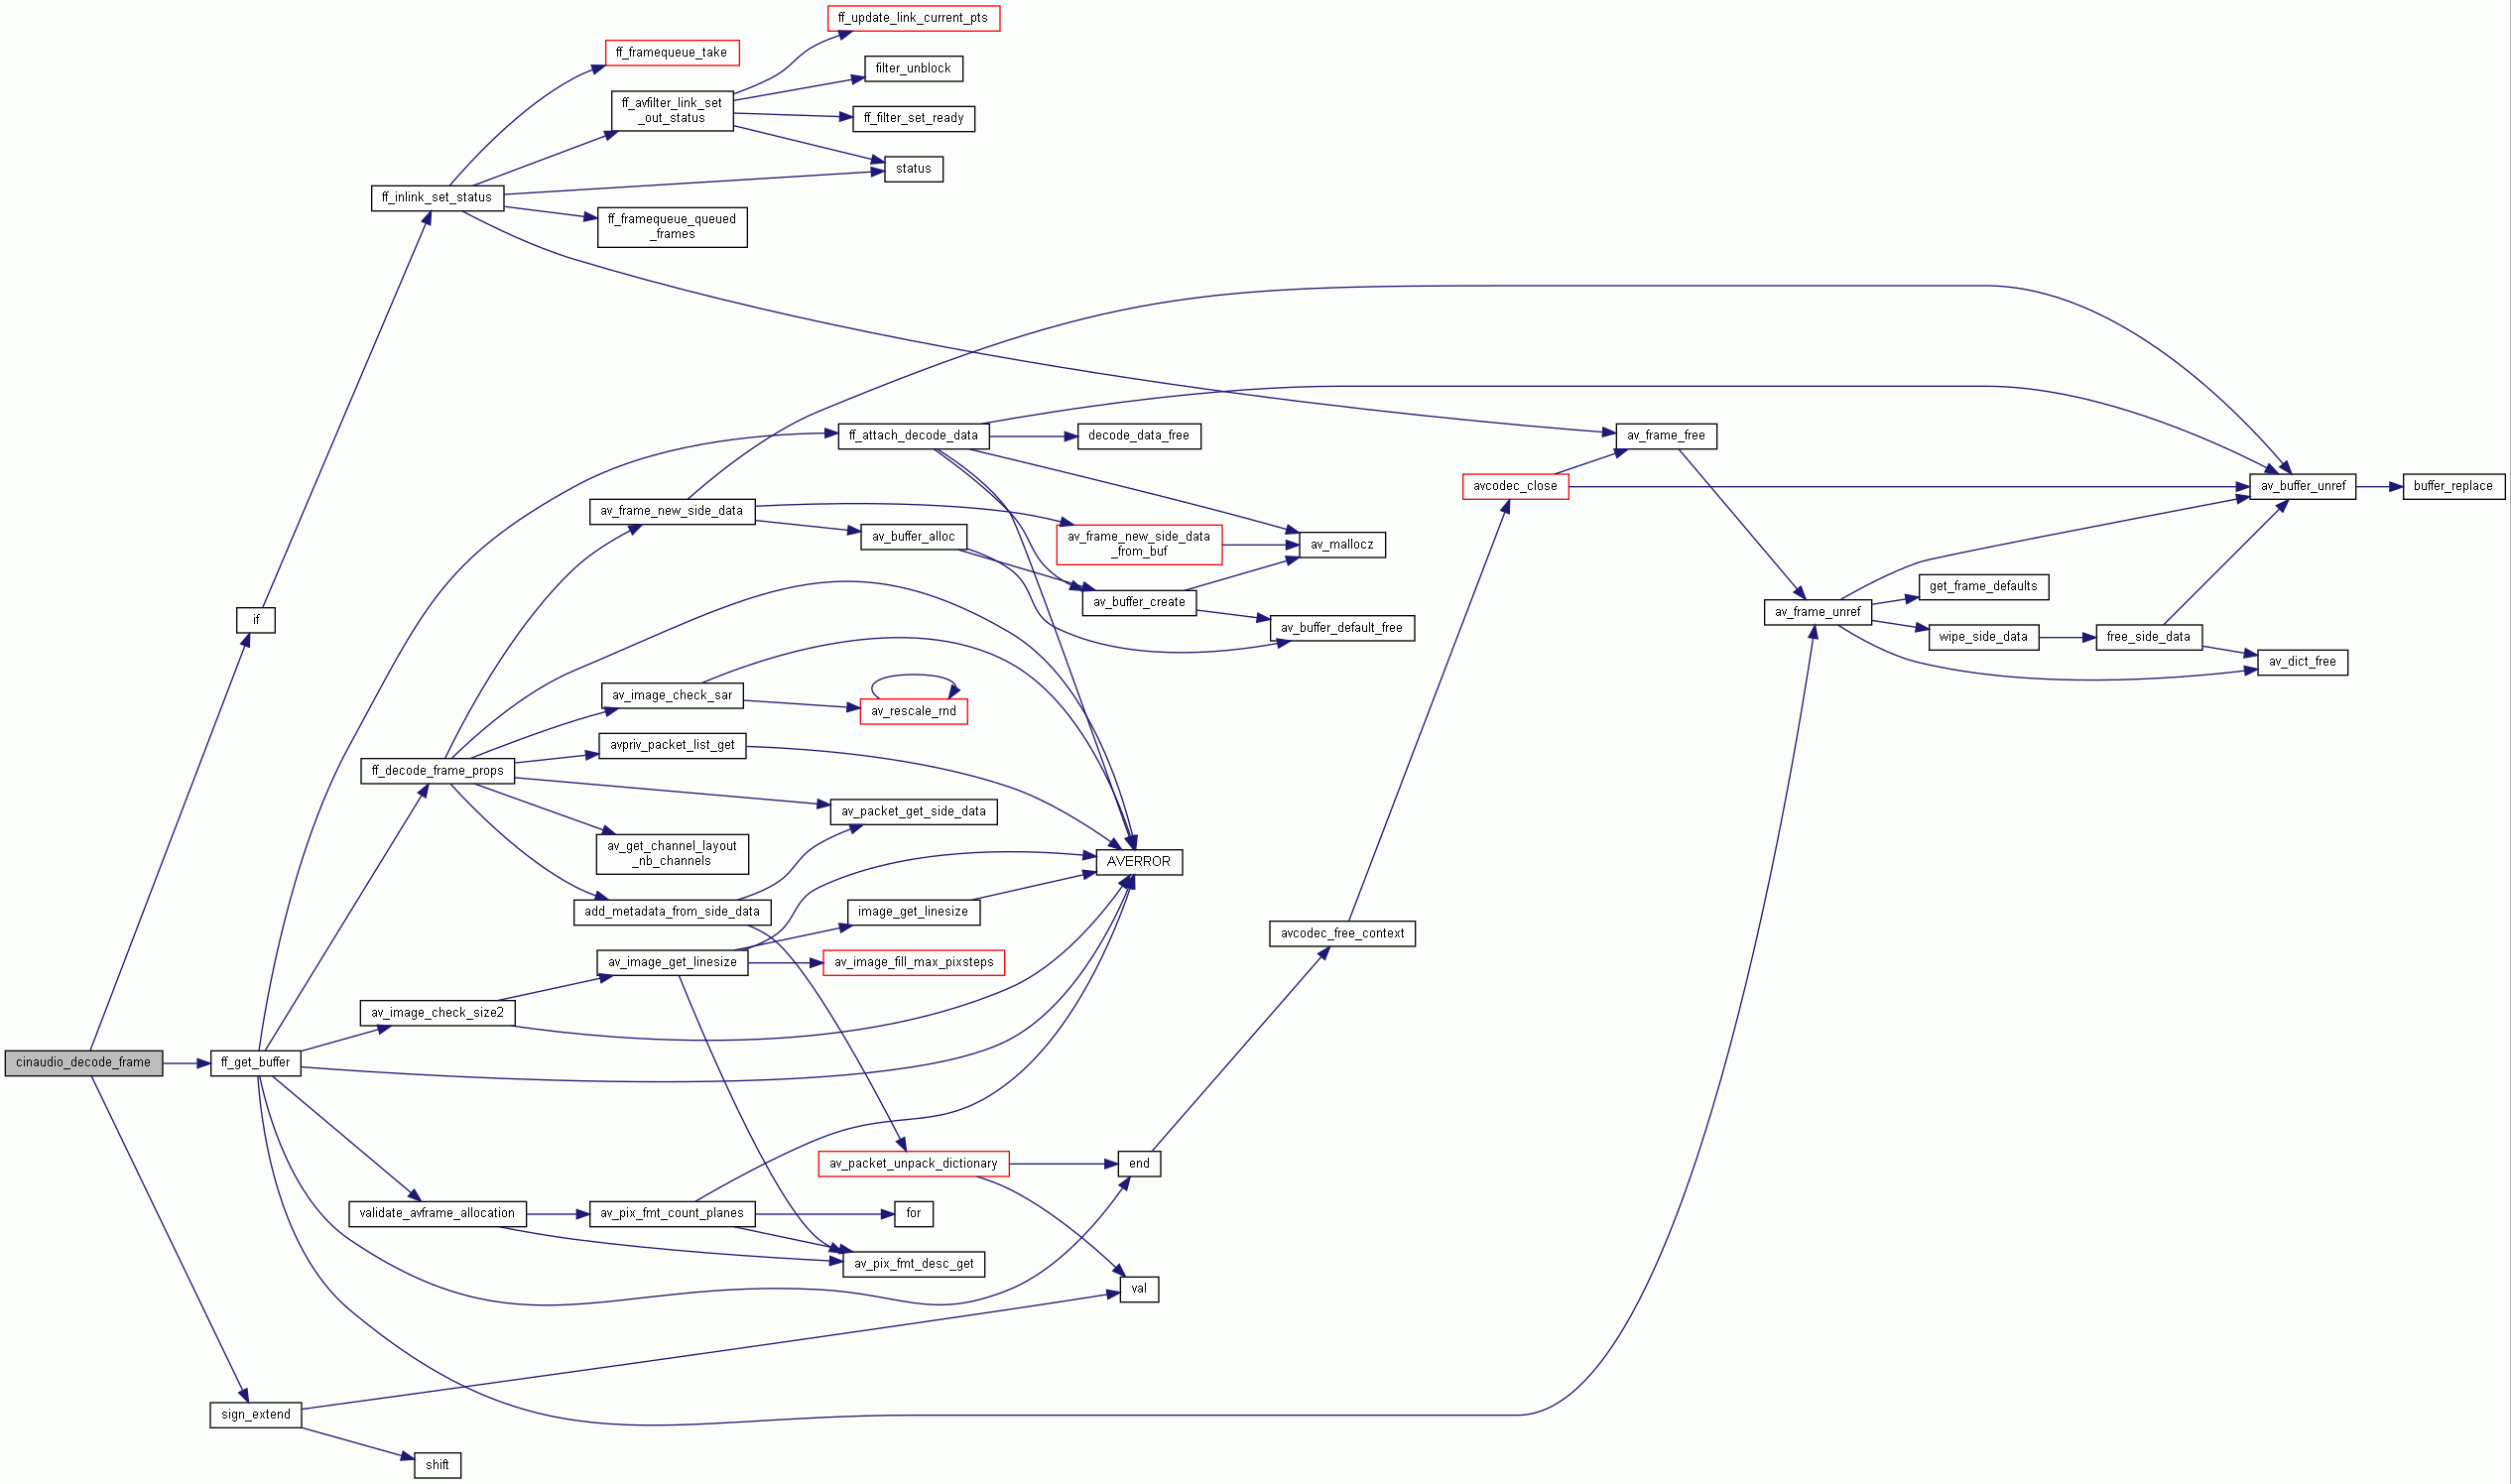 ff_update_link_current_pts
ff_framequeue_take
filter_unblock
ff_avfilter_link_set
_out_status
ff_filter_set_ready
status
ff_inlink_set_status
ff_framequeue_queued
_frames
ff_attach_decode_data
decode_data_free
av_frame_free
avcodec_close
av_buffer_unref
buffer_replace
av_frame_new_side_data
av_buffer_alloc
av_frame_new_side_data
_from_buf
av_mallocz
get_frame_defaults
av_buffer_create
av_frame_unref
if
av_buffer_default_free
wipe_side_data
free_side_data
av_dict_free
av_image_check_sar
av_rescale_rnd
avpriv_packet_list_get
ff_decode_frame_props
av_packet_get_side_data
av_get_channel_layout
_nb_channels
AVERROR
add_metadata_from_side_data
image_get_linesize
avcodec_free_context
av_image_get_linesize
av_image_fill_max_pixsteps
av_image_check_size2
cinaudio_decode_frame
ff_get_buffer
av_packet_unpack_dictionary
end
validate_avframe_allocation
av_pix_fmt_count_planes
for
av_pix_fmt_desc_get
val
sign_extend
shift